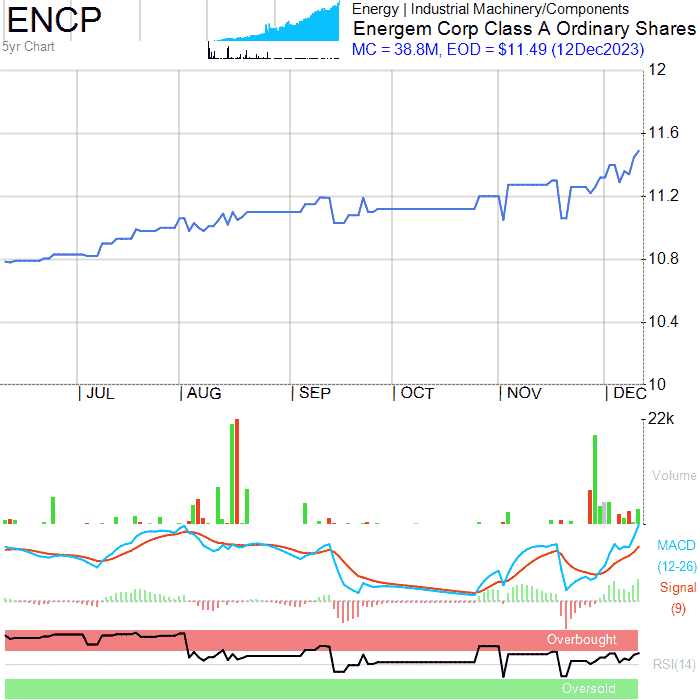 ENCP
5yr Chart
Energy | Industrial Machinery/Components
Energem Corp Class A Ordinary Shares
MC = 38.8M, EOD = $11.49 (12Dec2023)
12
11.6
11.2
10.8
10.4
10
| JUL | AUG | SEP | OCT | NOV | DEC
22k
Volume
MACD
(12-26)
Signal
(9)
Overbought
RSI(14)
Oversold